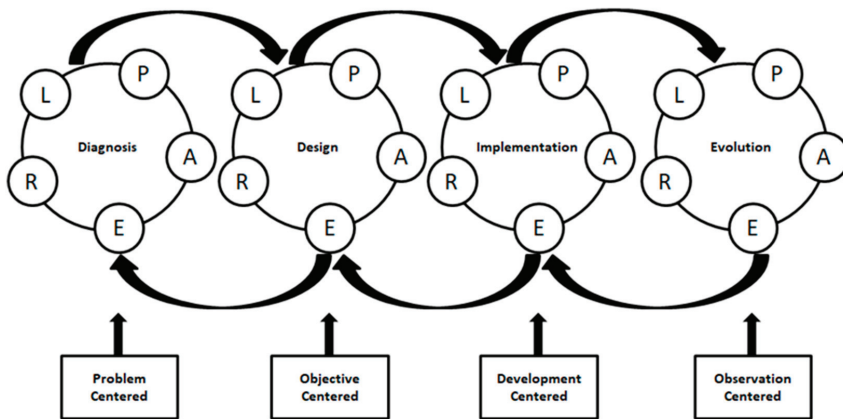 L P
Diagnosis
R A
E
L P
Design
R A
E
L P
Implementation
R A
E
L P
Evolution
R A
E
Problem
Centered
Objective
Centered
Development
Centered
Observation
Centered